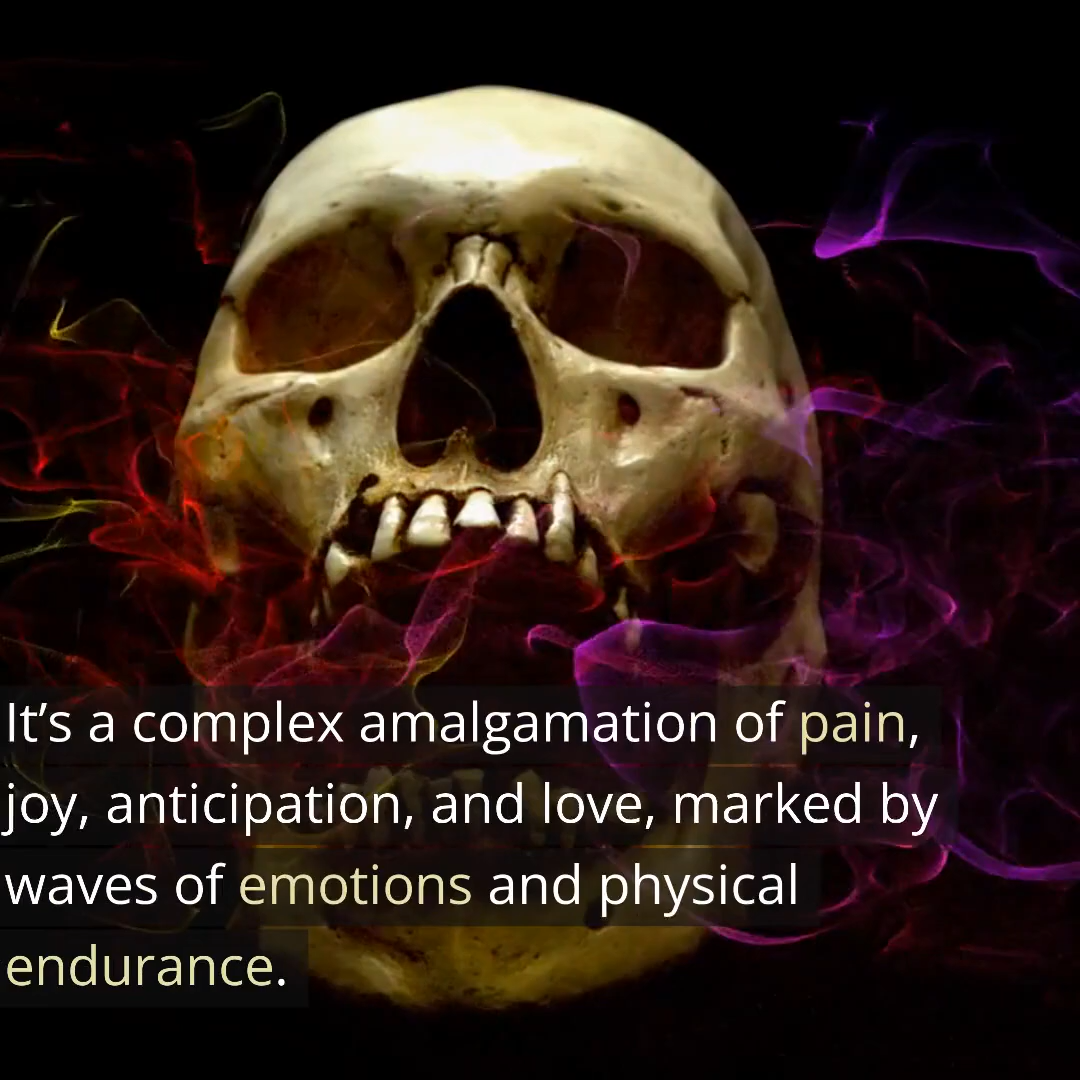 It’s a complex amalgamation of pain,
joy, anticipation, and love, marked by
waves of emotions and physical
endurance.